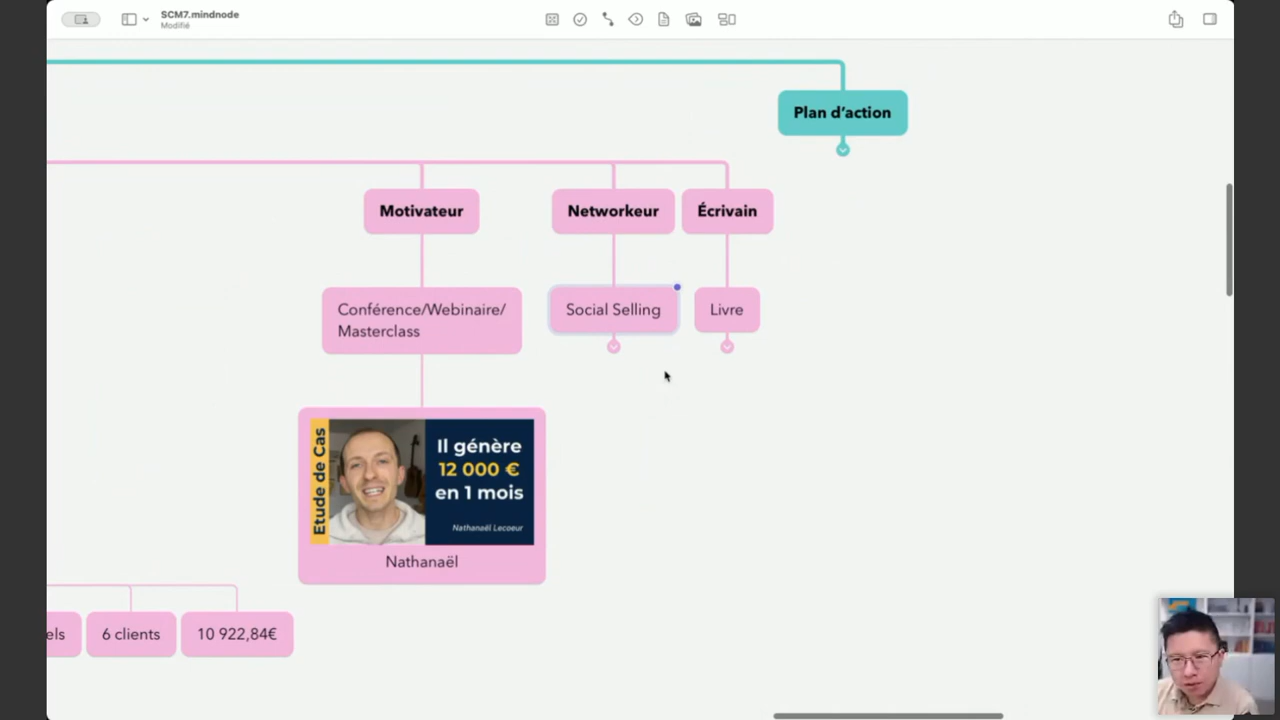 SCM7.mindnode
Modifié
Plan d’action
Motivateur
Networkeur
Écrivain
Conférence/Webinaire/
Masterclass
Social Selling
Livre
Etude de Cas
Il génère
12 000 €
en 1 mois
Nathanaël Lecoeur
Nathanaël
els
6 clients
10 922,84€